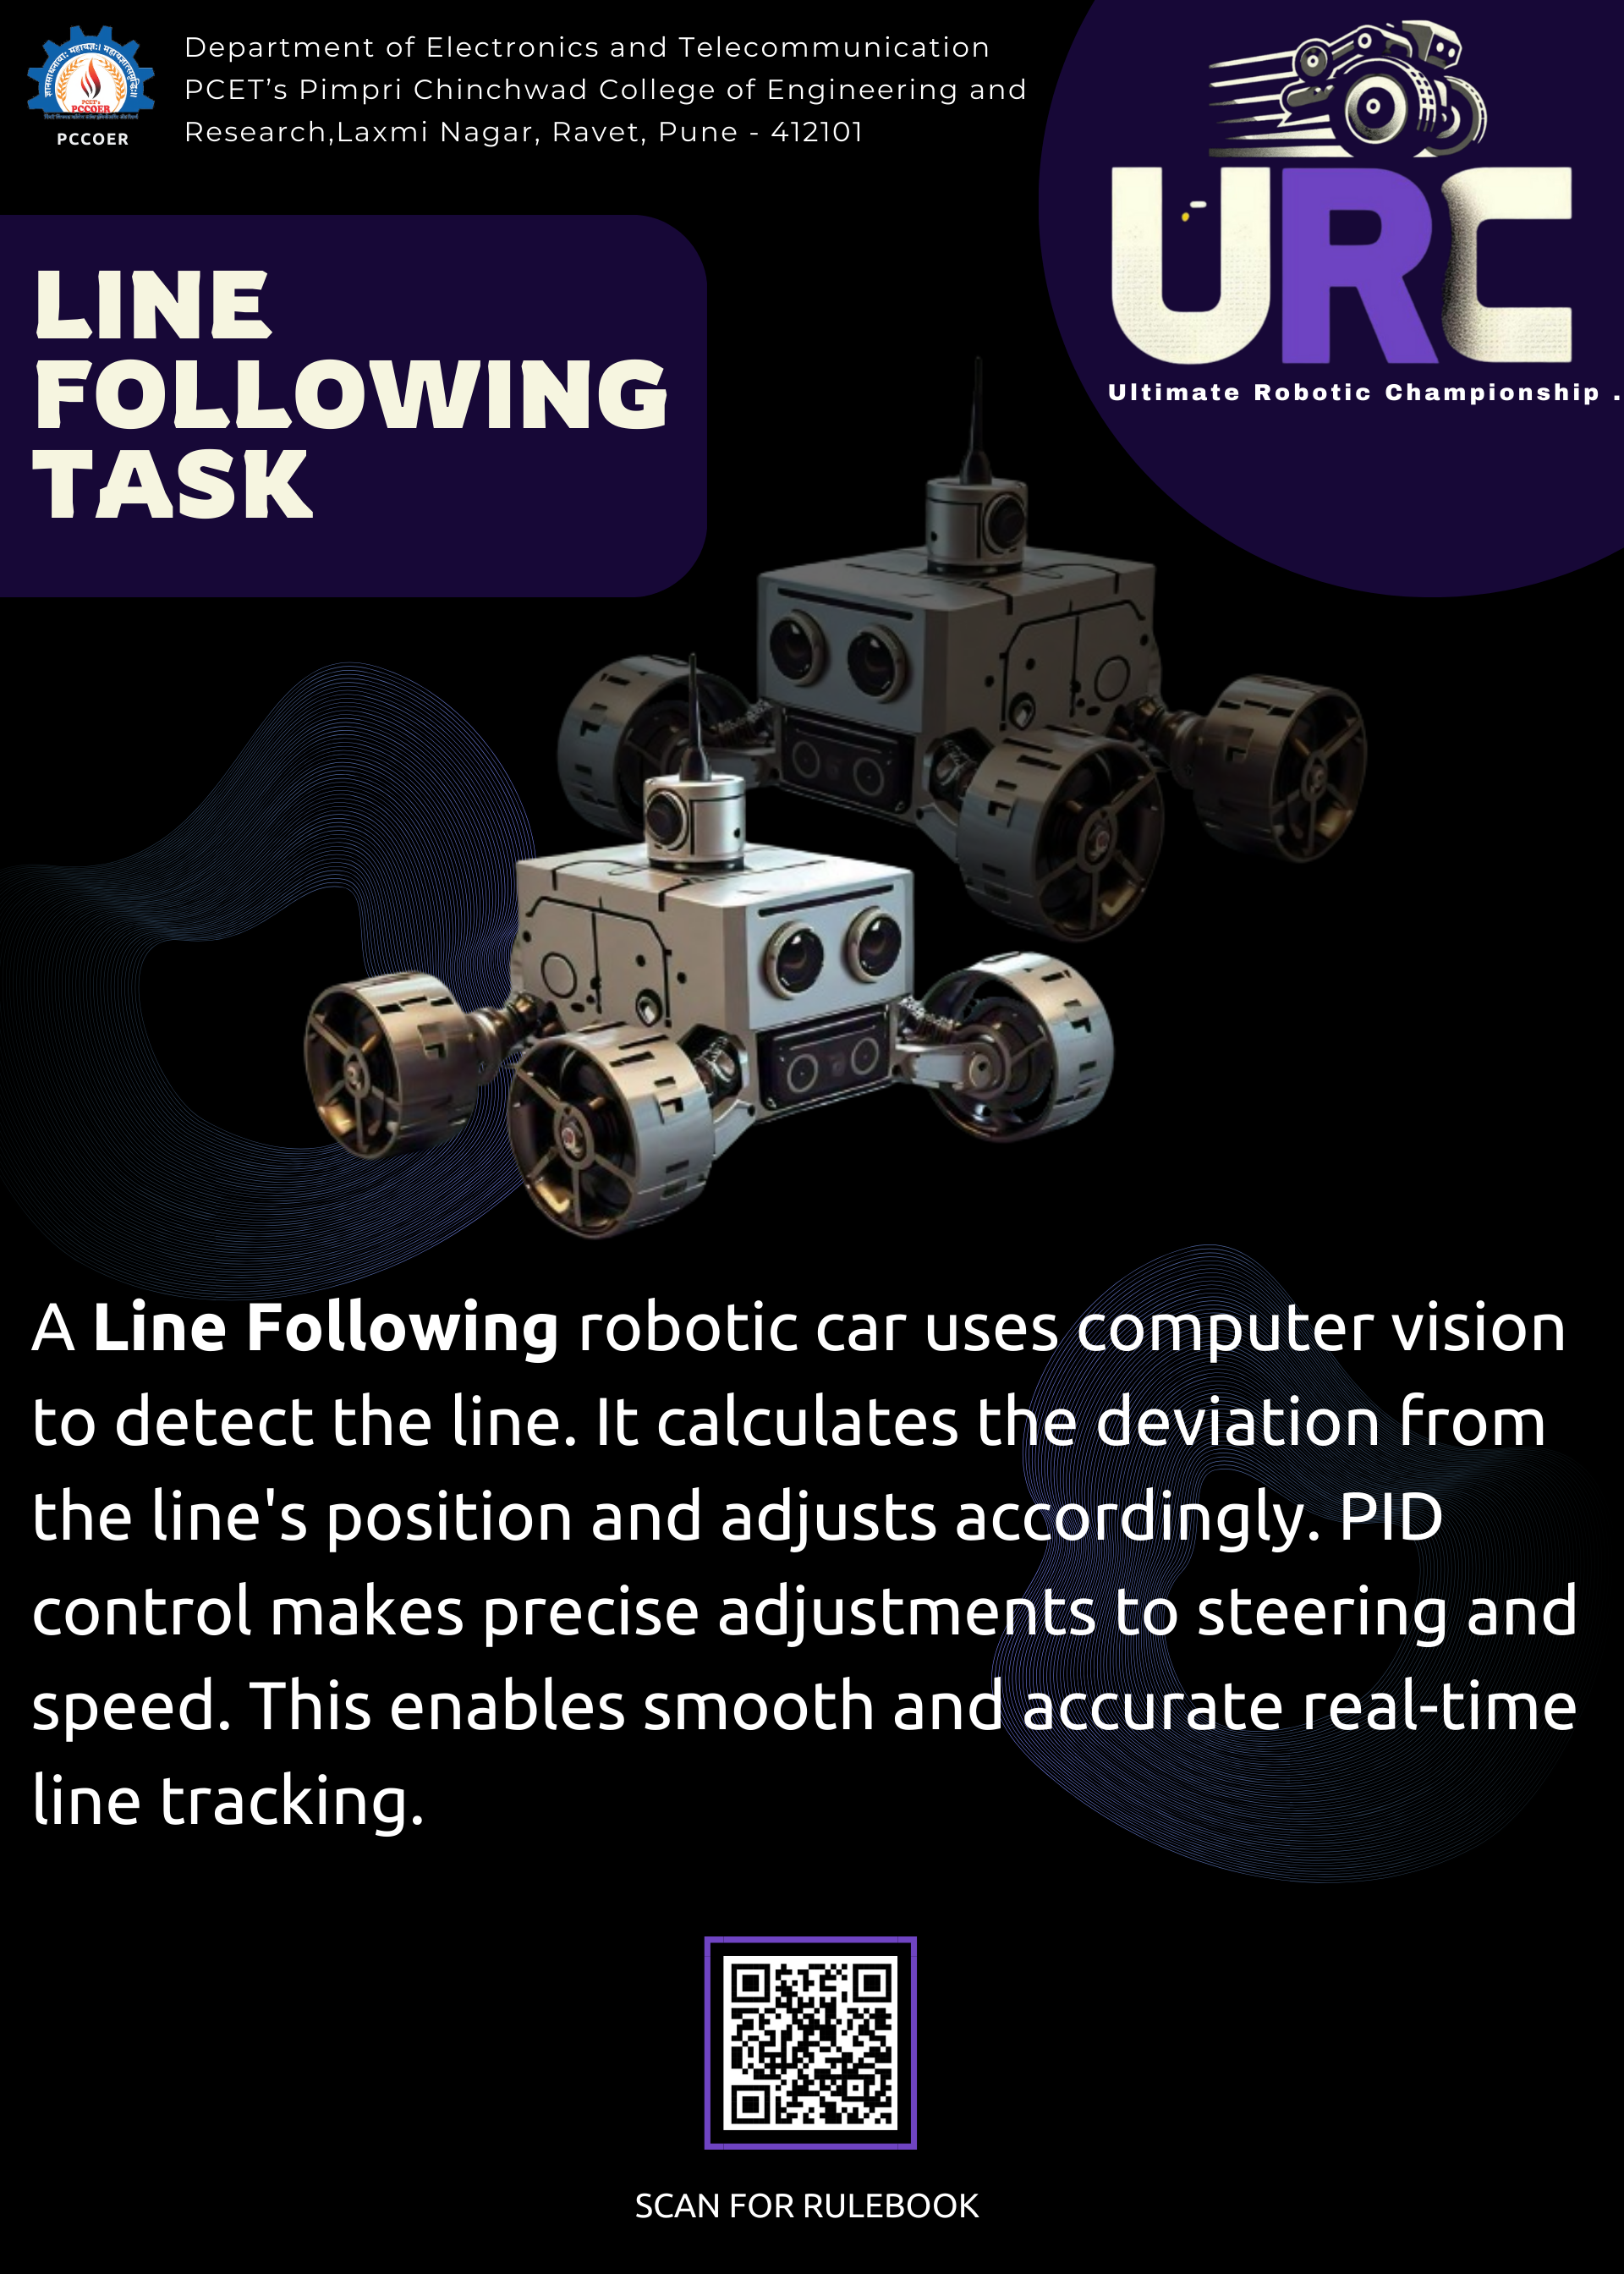 Department of Electronics and Telecommunication
PCET’s Pimpri Chinchwad College of Engineering and
Research,Laxmi Nagar, Ravet, Pune - 412101
PCET's
PCCOER
PCCOER
URC
Ultimate Robotic Championship .
LINE
FOLLOWING
TASK
A Line Following robotic car uses computer vision
to detect the line. It calculates the deviation from
the line's position and adjusts accordingly. PID
control makes precise adjustments to steering and
speed. This enables smooth and accurate real-time
line tracking.
SCAN FOR RULEBOOK